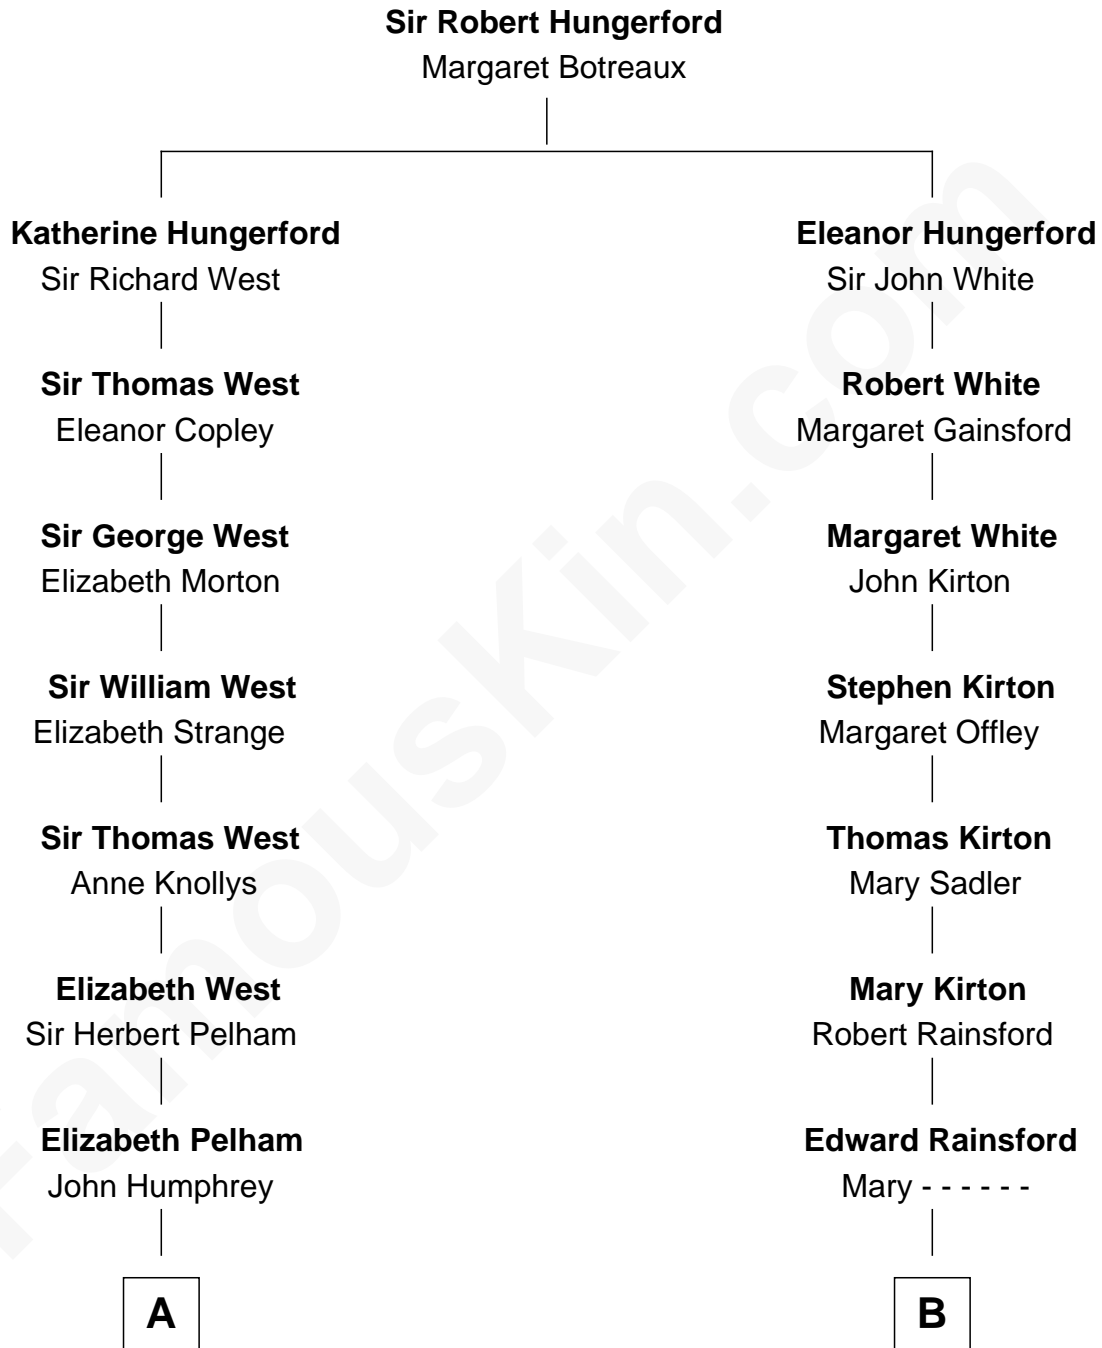 Sir Robert Hungerford
Margaret Botreaux
Katherine Hungerford
Sir Richard West
Eleanor Hungerford
Sir John White
Sir Thomas West
Eleanor Copley
Robert White
Margaret Gainsford
Sir George West
Elizabeth Morton
Margaret White
John Kirton
Sir William West
Elizabeth Strange
Stephen Kirton
Margaret Offley
Sir Thomas West
Anne Knollys
Thomas Kirton
Mary Sadler
Elizabeth West
Sir Herbert Pelham
Mary Kirton
Robert Rainsford
Elizabeth Pelham
John Humphrey
Edward Rainsford
Mary - - - - - -
A
B
FamousKin.com